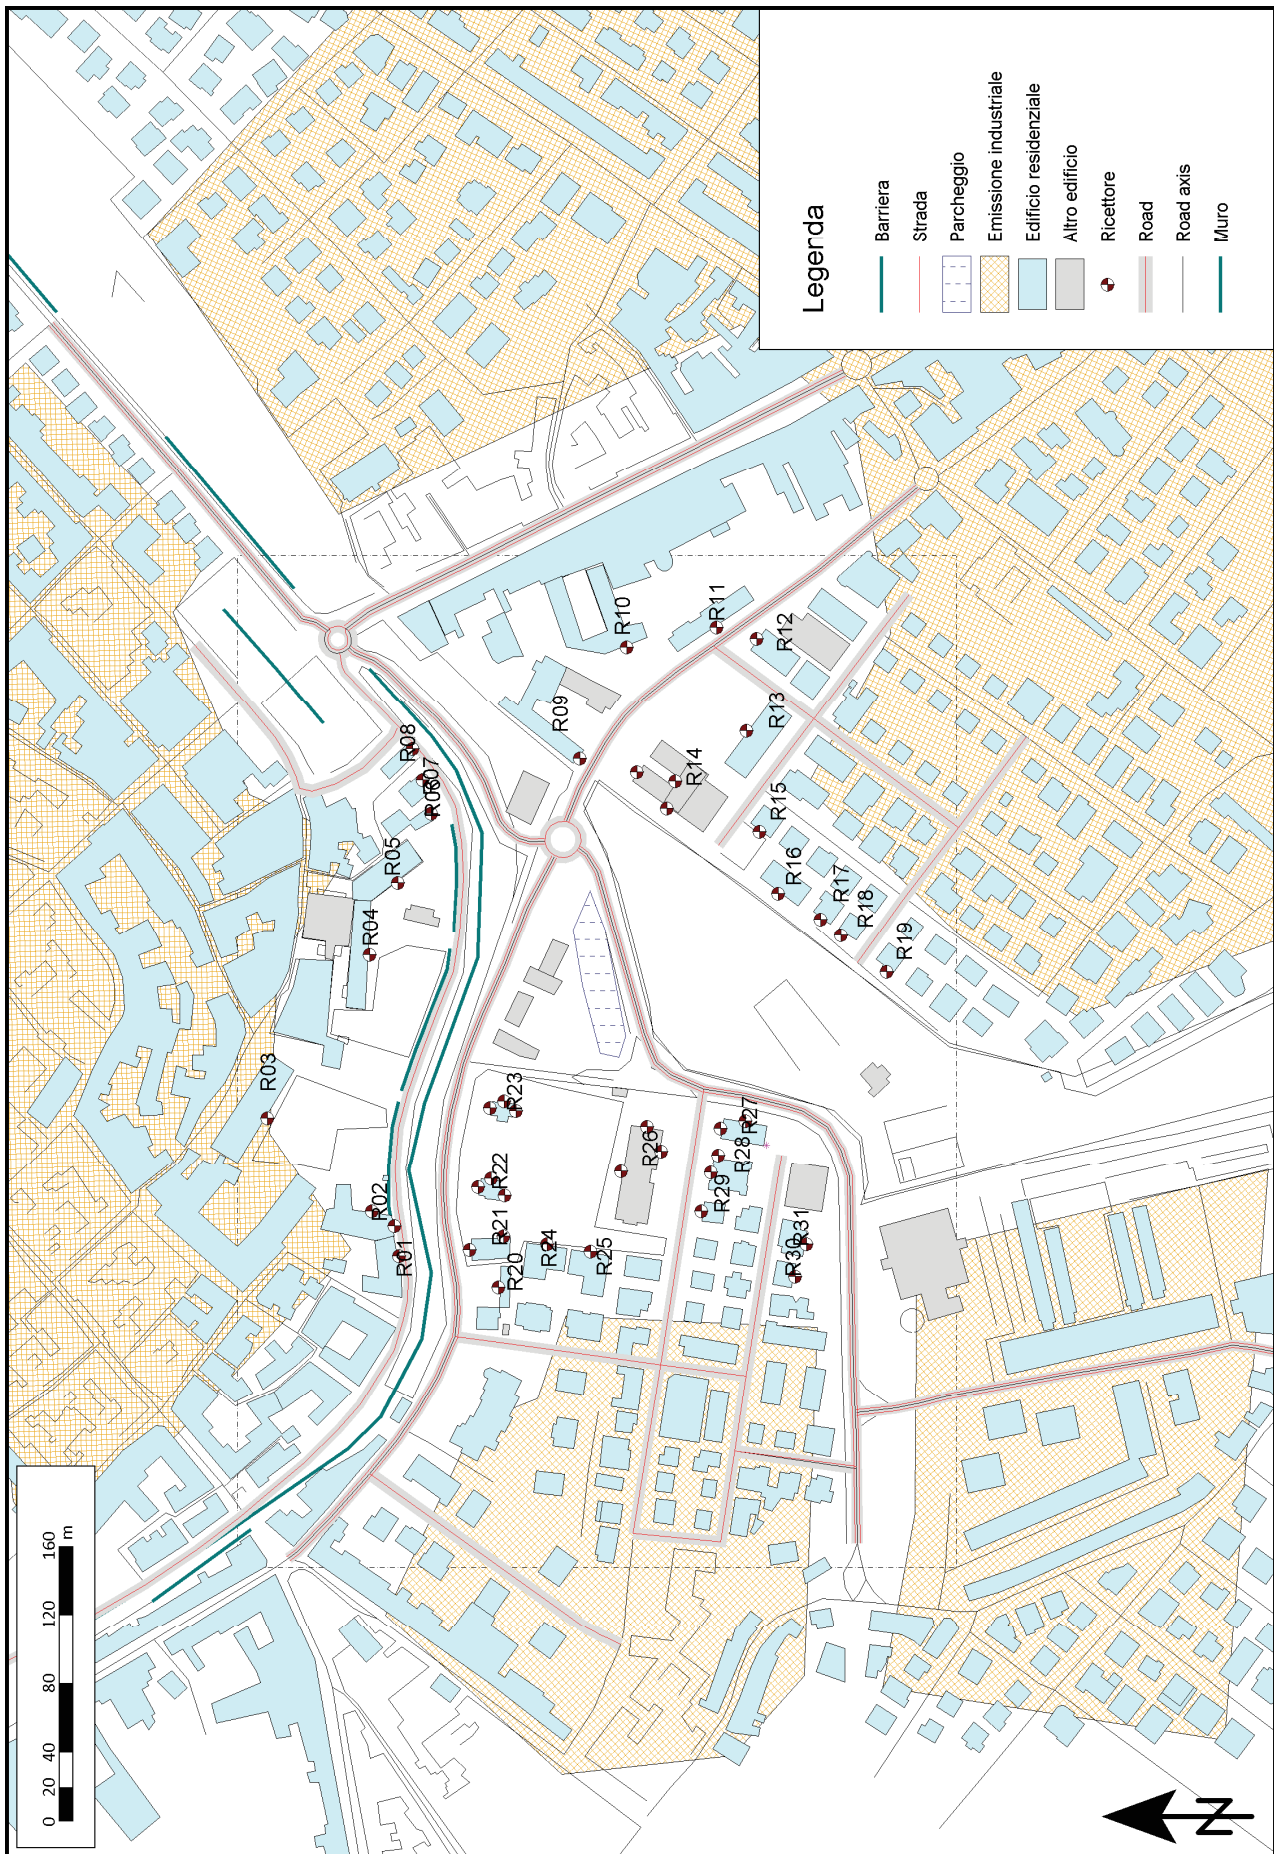 Legenda
Barriera
Strada
Parcheggio
Emissione industriale
Edificio residenziale
Altro edificio
Ricettore
Road
Road axis
Muro
R01
R02
R03
R04
R05
R06
R07
R08
R09
R10
R11
R12
R13
R14
R15
R16
R17
R18
R19
R20
R21
R22
R23
R24
R25
R26
R27
R28
R29
R30
R31
0 20 40 80 120 160
m
N